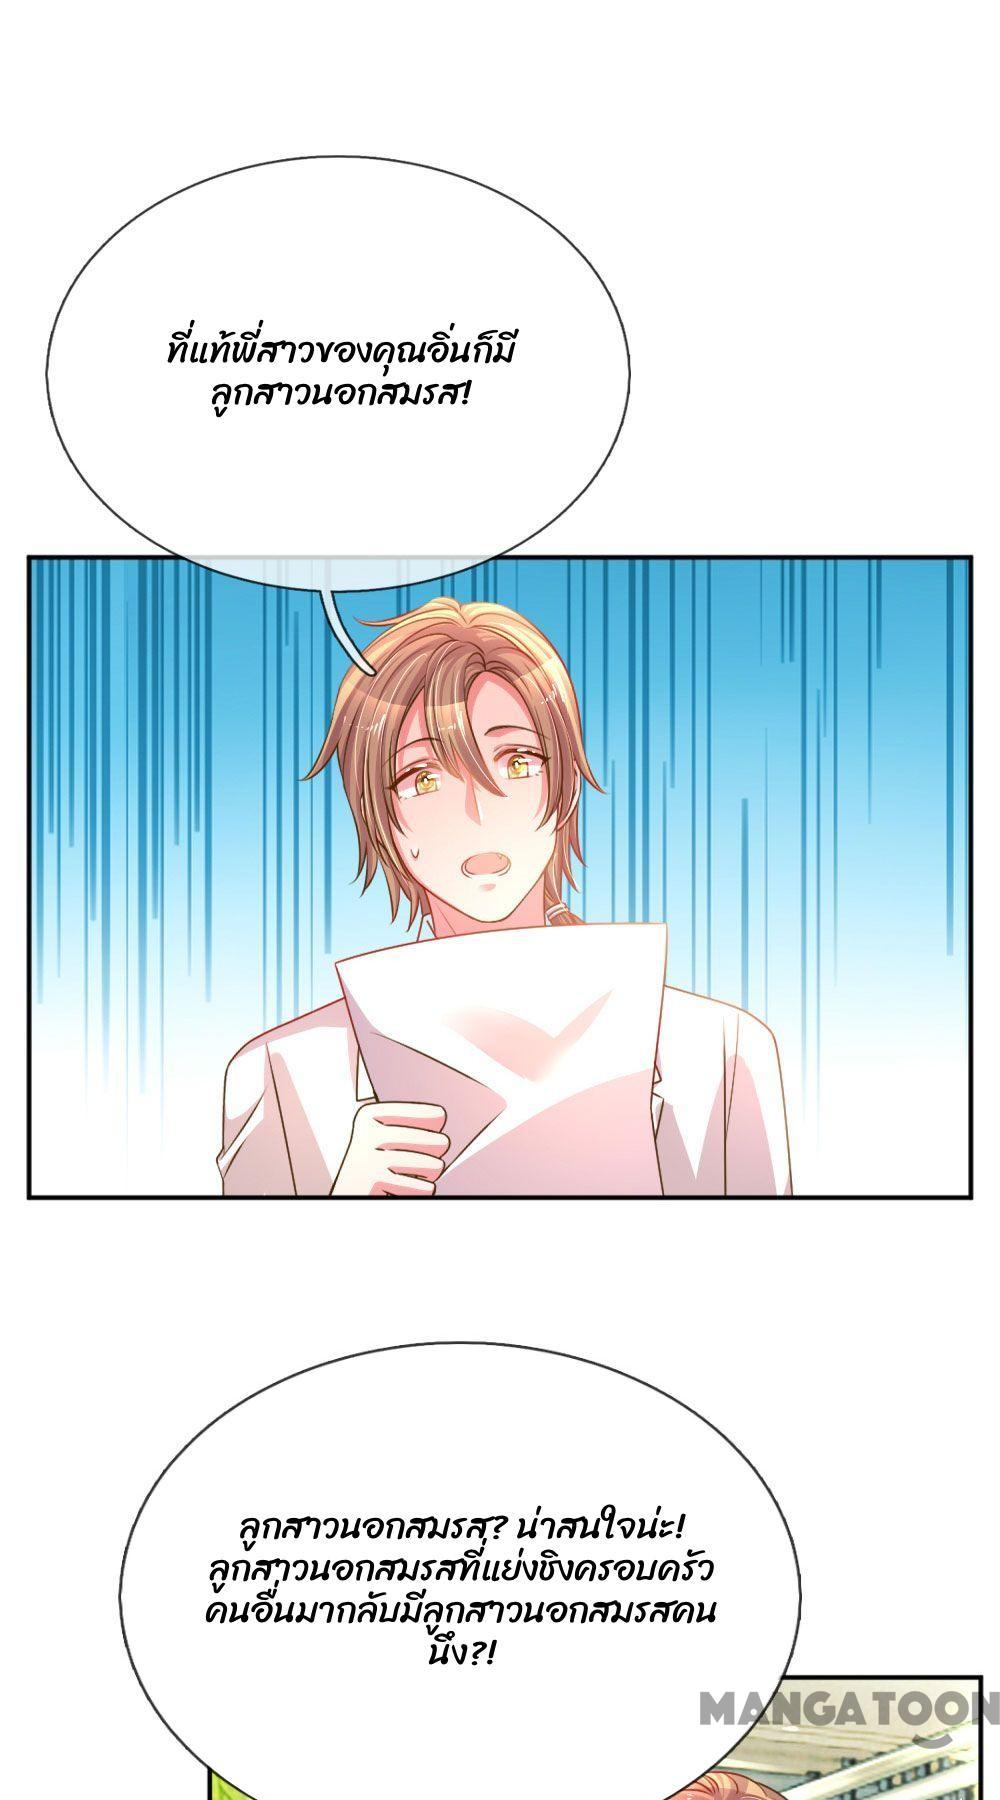 ที่แท้พี่สาวของคุณอิ่นก็มี
ลูกสาวนอกสมรส!
ลูกสาวนอกสมรส? น่าสนใจน่ะ!
ลูกสาวนอกสมรสที่แย่งชิงครอบครัว
คนอื่นมากลับมีลูกสาวนอกสมรสคน
นึง?!
MANGATOON